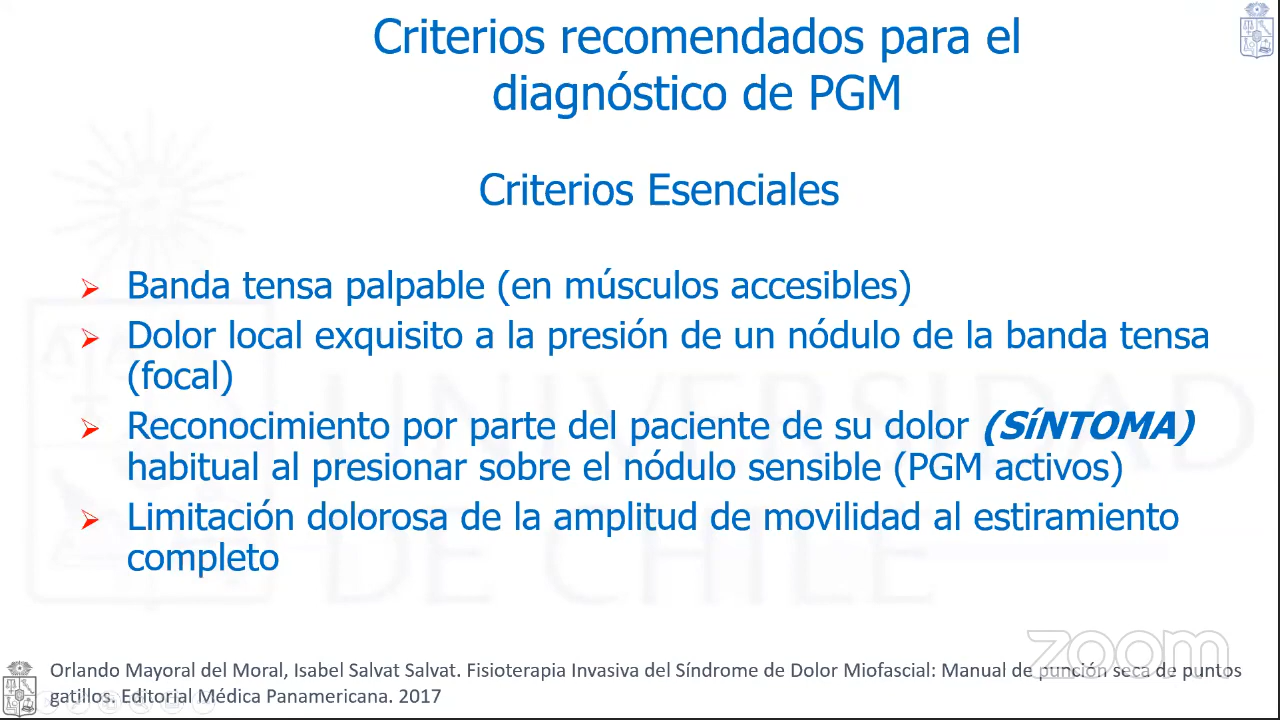 Criterios recomendados para el
diagnóstico de PGM
Criterios Esenciales
Banda tensa palpable (en músculos accesibles)
Dolor local exquisito a la presión de un nódulo de la banda tensa
(focal)
Reconocimiento por parte del paciente de su dolor (SíNTOMA)
habitual al presionar sobre el nódulo sensible (PGM activos)
Limitación dolorosa de la amplitud de movilidad al estiramiento
completo
UNIVERSIDAD
DE CHILE
zoom
Orlando Mayoral del Moral, Isabel Salvat Salvat. Fisioterapia Invasiva del Síndrome de Dolor Miofascial: Manual de punción seca de puntos
gatillos. Editorial Médica Panamericana. 2017